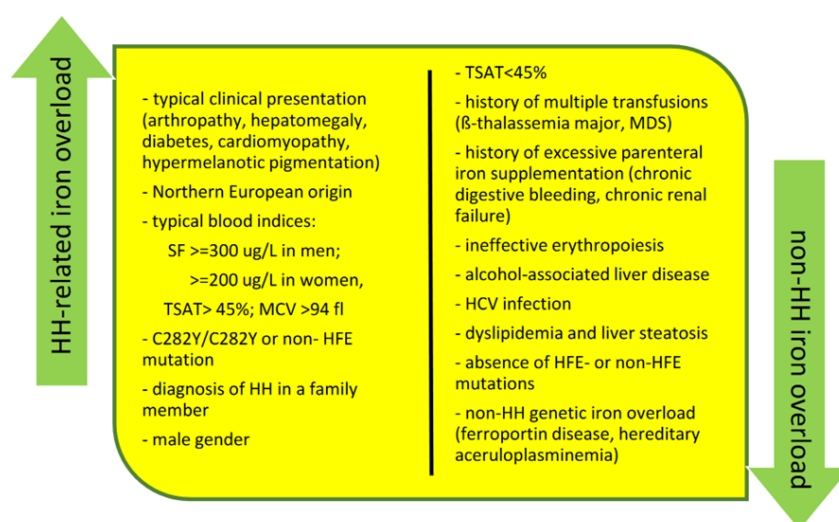 HH-related iron overload
- typical clinical presentation
(arthropathy, hepatomegaly,
diabetes, cardiomyopathy,
hypermelanotic pigmentation)
- Northern European origin
- typical blood indices:
SF >=300 ug/L in men;
>=200 ug/L in women,
TSAT> 45%; MCV >94 fl
- C282Y/C282Y or non- HFE
mutation
- diagnosis of HH in a family
member
- male gender
- TSAT<45%
- history of multiple transfusions
(ß-thalassemia major, MDS)
- history of excessive parenteral
iron supplementation (chronic
digestive bleeding, chronic renal
failure)
- ineffective erythropoiesis
- alcohol-associated liver disease
- HCV infection
- dyslipidemia and liver steatosis
- absence of HFE- or non-HFE
mutations
- non-HH genetic iron overload
(ferroportin disease, hereditary
aceruloplasminemia)
non-HH iron overload